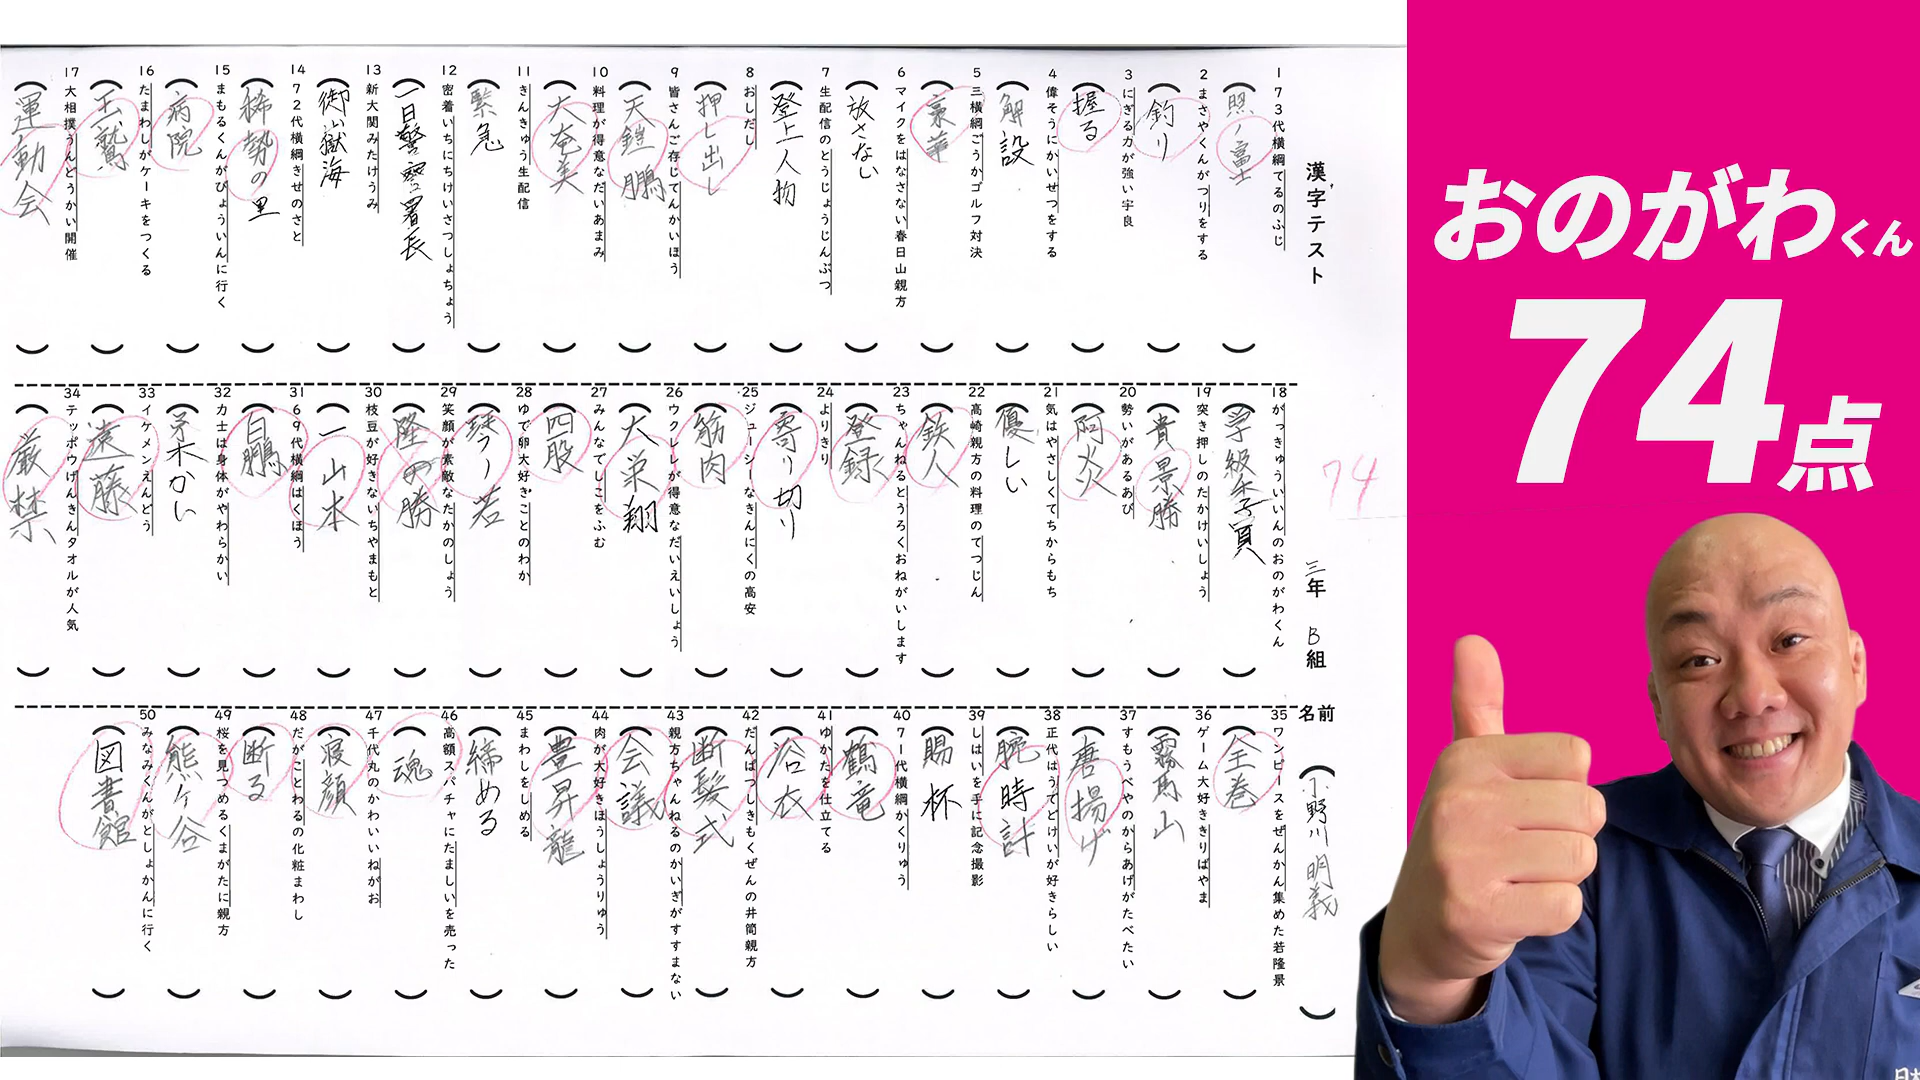 漢字テスト
三年 B組
名前（小野川 明義）
74
1 73代横綱てるのふじ
（照ノ富士）
2 まさやくんがつりをする
（釣り）
3 にぎる力が強い宇良
（握る）
4 偉そうにかいせつをする
（解設）
5 三横綱ごうかゴルフ対決
（豪華）
6 マイクをはなさない春日山親方
（放さない）
7 生配信のとうじょうじんぶつ
（登上人物）
8 おしだし
（押し出し）
9 皆さんご存じてんかいほう
（天鎧鵬）
10 料理が得意なだいあまみ
（大奄美）
11 きんきゅう生配信
（緊急）
12 密着いちにちけいさつしょちょう
（一日警察署長）
13 新大関みたけうみ
（御嶽海）
14 72代横綱きせのさと
（稀勢の里）
15 まもるくんがびょういんに行く
（病院）
16 たまわしがケーキをつくる
（玉鷲）
17 大相撲うんどうかい開催
（運動会）
18 がっきゅういいんのおのがわくん
（学級委員）
19 突き押しのたかけいしょう
（貴景勝）
20 勢いがあるあび
（阿炎）
21 気はやさしくてちからもち
（優しい）
22 高崎親方の料理のてつじん
（鉄人）
23 ちゃんねるとうろくおねがいします
（登録）
24 よりきり
（寄り切り）
25 ジューシーなきんにくの高安
（筋肉）
26 ウクレレが得意なだいえいしょう
（大栄翔）
27 みんなてしこをふむ
（四股）
28 ゆで卵大好きことのわか
（琴ノ若）
29 笑顔が素敵なたかのしょう
（隆の勝）
30 枝豆が好きないちやまもと
（一山本）
31 69代横綱はくほう
（白鵬）
32 力士は身体がやわらかい
（柔かい）
33 イケメンえんどう
（遠藤）
34 テッポウげんきんタオルが人気
（厳禁）
35 ワンピースをぜんかん集めた若隆景
（全巻）
36 ゲーム大好ききりばやま
（霧馬山）
37 すもうべやのからあげがたべたい
（唐揚げ）
38 正代はうでどけいが好きらしい
（腕時計）
39 しはいを手に記念撮影
（賜杯）
40 71代横綱かくりゅう
（鶴竜）
41 ゆかたを仕立てる
（浴衣）
42 だんぱつしきもくぜんの井筒親方
（断髪式）
43 親方ちゃんねるのかいぎがすすまない
（会議）
44 肉が大好きほうしょうりゅう
（豊昇龍）
45 まわしをしめる
（締める）
46 高額スパチャにたましいを売った
（魂）
47 千代丸のかわいいねがお
（寝顔）
48 だがことわるの化粧まわし
（断る）
49 桜を見つめるくまがたに親方
（熊ヶ谷）
50 みなみくんがとしょかんに行く
（図書館）
おのがわくん
74点